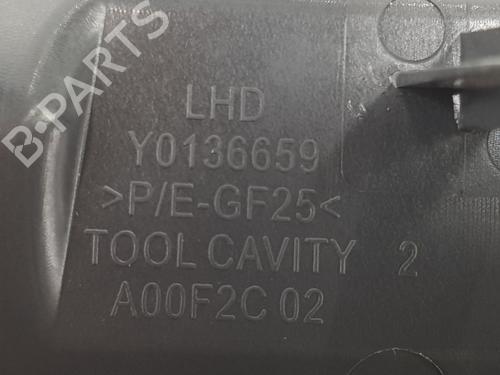 B-PARTS
LHD
Y0136659
>P/E-GF25<
TOOL CAVITY 2
A00F2C 02